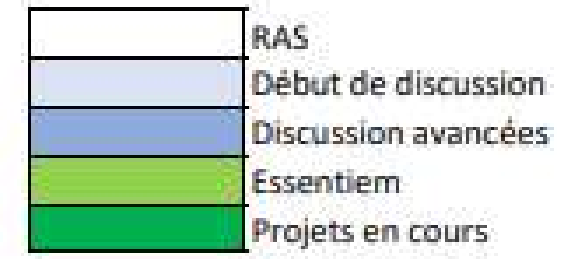 RAS
Début de discussion
Discussion avancées
Essentiem
Projets en cours